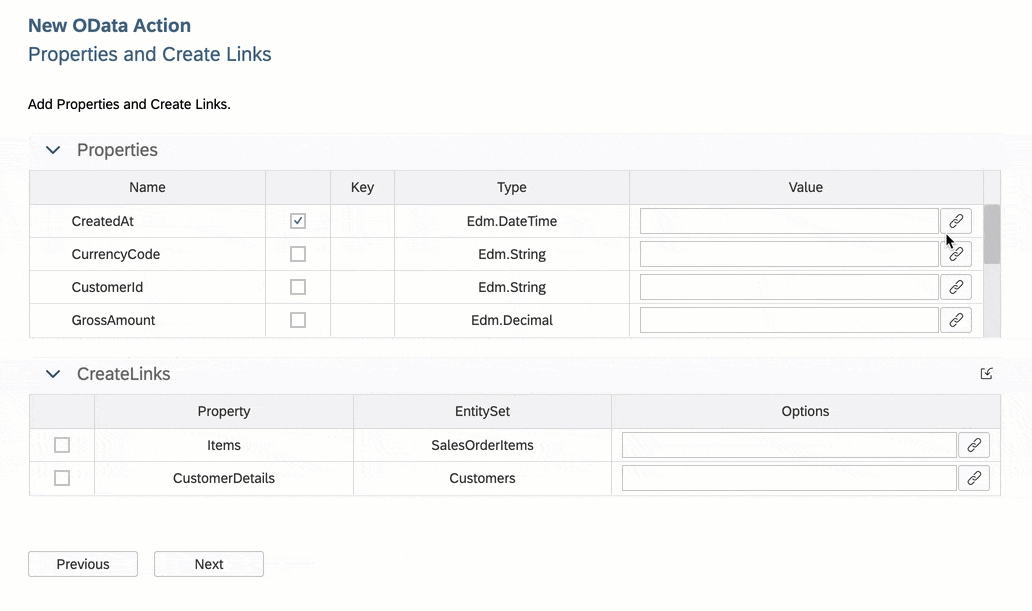 New OData Action
Properties and Create Links
Add Properties and Create Links.
Properties
Name Key Type Value
CreatedAt Edm.DateTime
CurrencyCode Edm.String
CustomerId Edm.String
GrossAmount Edm.Decimal
CreateLinks
Property EntitySet Options
Items SalesOrderItems
CustomerDetails Customers
Previous Next